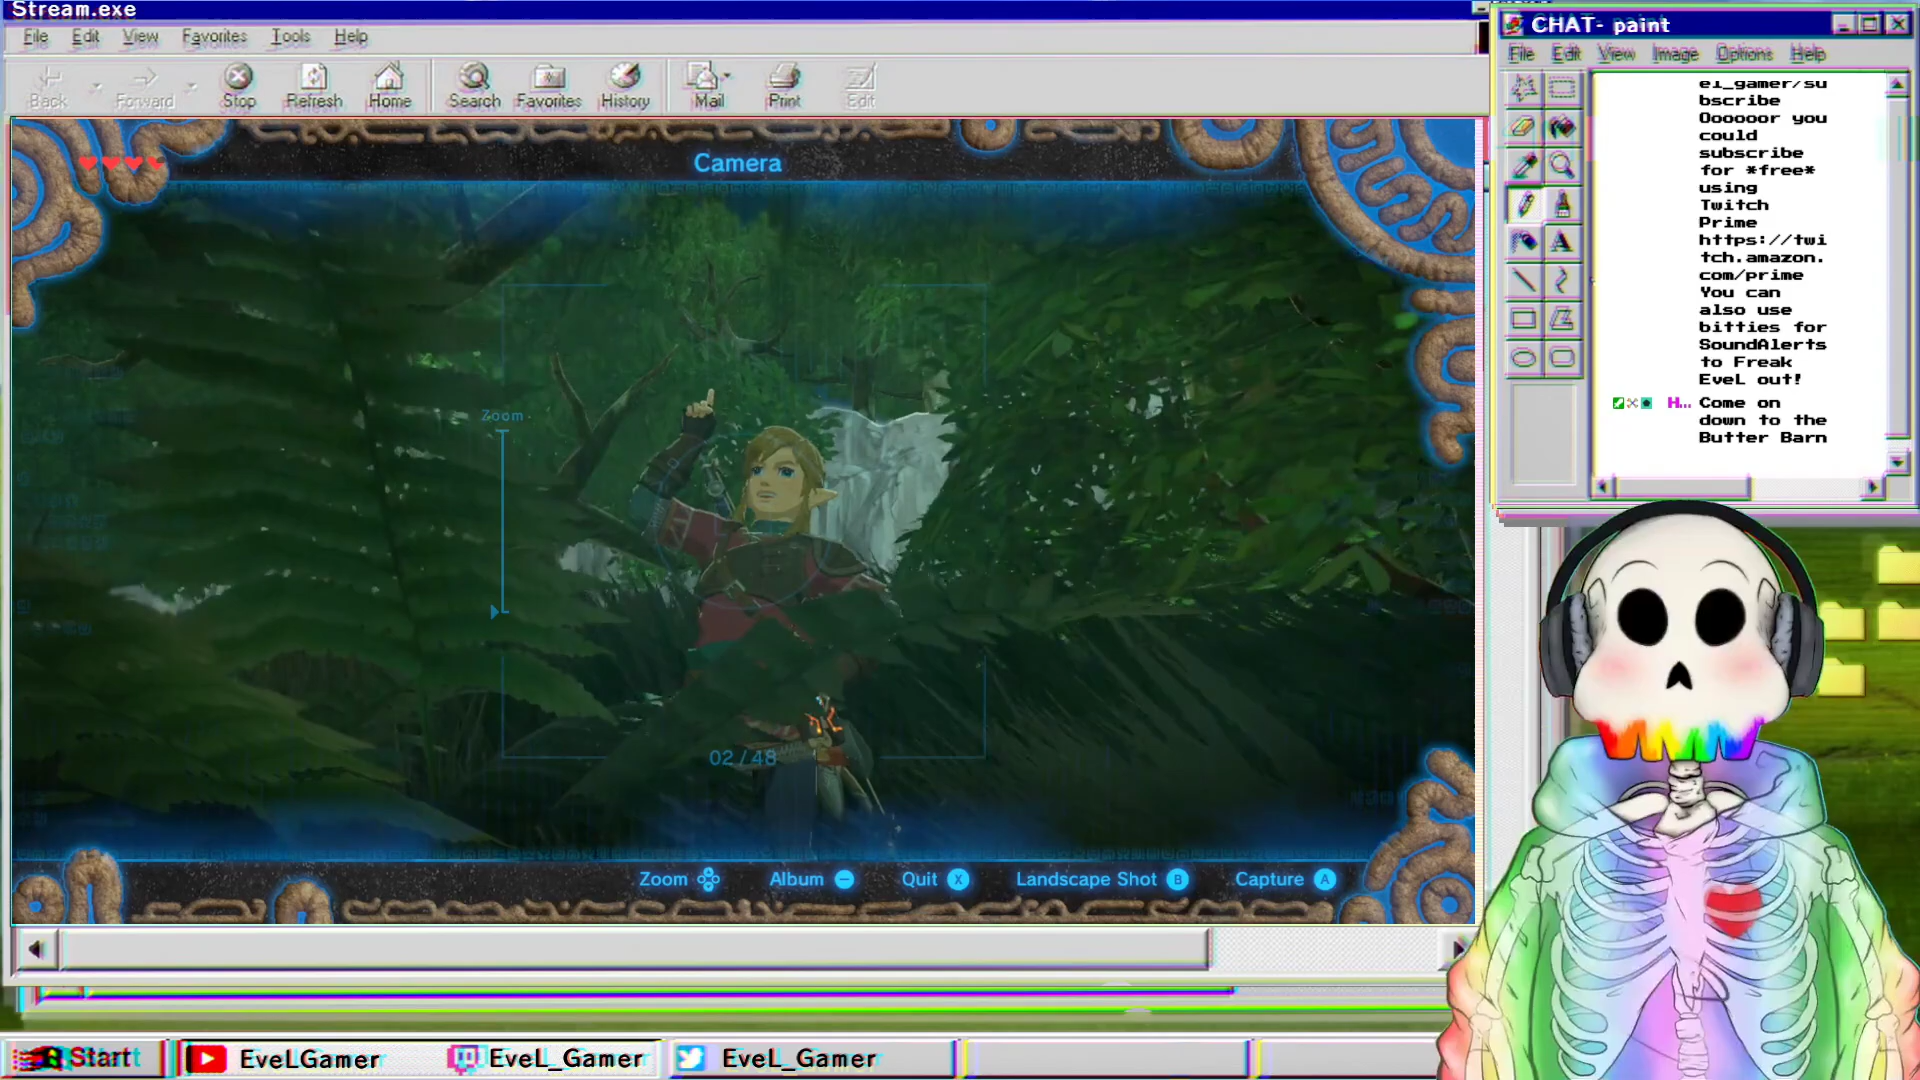 Stream.exe
File Edit View Favorites Tools Help
Back Forward Stop Refresh Home Search Favorites History Mail Print Edit
Camera
Zoom
02 / 48
Zoom Album Quit X Landscape Shot B Capture A
CHAT- paint
File Edit View Image Options Help
el_gamer/su
bscribe
Oooooor you
could
subscribe
for *free*
using
Twitch
Prime
https://twi
tch.amazon.
com/prime
You can
also use
bitties for
SoundAlerts
to Freak
EveL out!
H... Come on
down to the
Butter Barn
Start EveLGamer EveL_Gamer EveL_Gamer